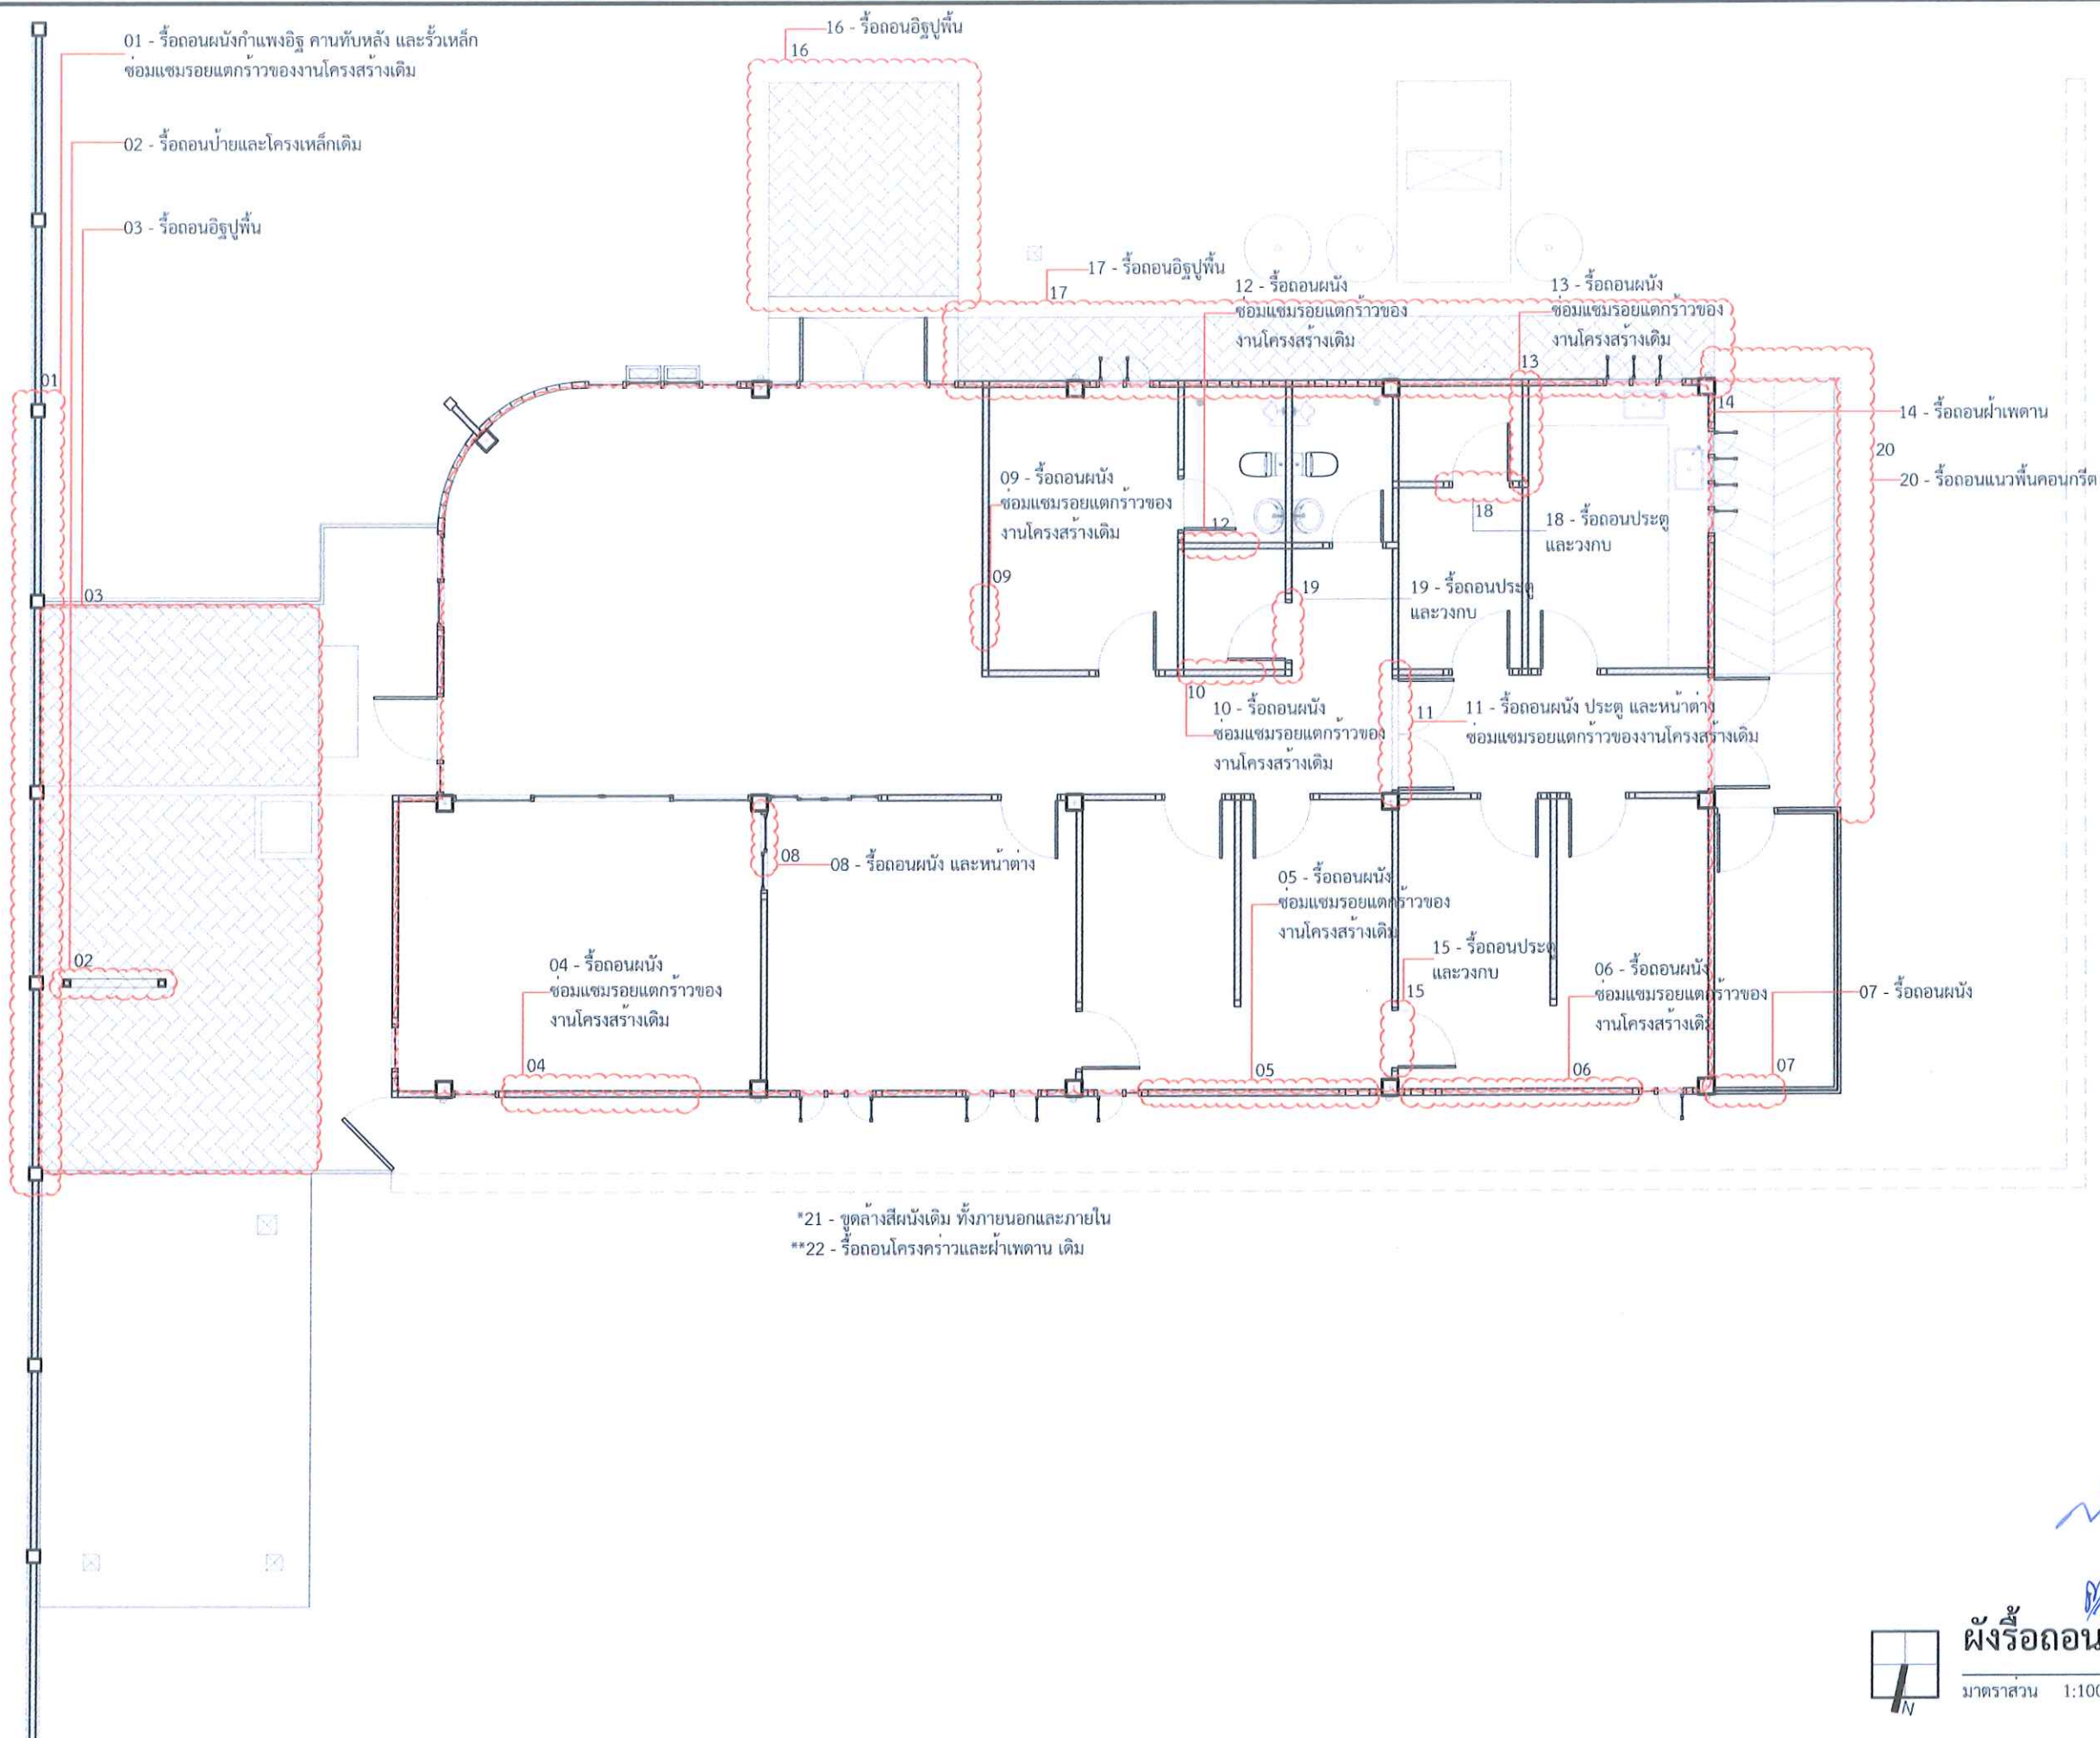 01 - รื้อถอนผนังกำแพงอิฐ คานทับหลัง และรั้วเหล็ก
ซ่อมแซมรอยแตกร้าวของงานโครงสร้างเดิม
02 - รื้อถอนป้ายและโครงเหล็กเดิม
03 - รื้อถอนอิฐปูพื้น
16 - รื้อถอนอิฐปูพื้น
16
17 - รื้อถอนอิฐปูพื้น
17
12 - รื้อถอนผนัง
ซ่อมแซมรอยแตกร้าวของ
งานโครงสร้างเดิม
13 - รื้อถอนผนัง
ซ่อมแซมรอยแตกร้าวของ
งานโครงสร้างเดิม
13
01
14
14 - รื้อถอนฝ้าเพดาน
20
20 - รื้อถอนแนวพื้นคอนกรีต
09 - รื้อถอนผนัง
ซ่อมแซมรอยแตกร้าวของ
งานโครงสร้างเดิม
09
12
18
18 - รื้อถอนประตู
และวงกบ
19
19 - รื้อถอนประตู
และวงกบ
03
10
10 - รื้อถอนผนัง
ซ่อมแซมรอยแตกร้าวของ
งานโครงสร้างเดิม
11
11 - รื้อถอนผนัง ประตู และหน้าต่าง
ซ่อมแซมรอยแตกร้าวของงานโครงสร้างเดิม
08
08 - รื้อถอนผนัง และหน้าต่าง
05 - รื้อถอนผนัง
ซ่อมแซมรอยแตกร้าวของ
งานโครงสร้างเดิม
02
04 - รื้อถอนผนัง
ซ่อมแซมรอยแตกร้าวของ
งานโครงสร้างเดิม
15 - รื้อถอนประตู
และวงกบ
15
06 - รื้อถอนผนัง
ซ่อมแซมรอยแตกร้าวของ
งานโครงสร้างเดิม
07 - รื้อถอนผนัง
04
05
06
07
*21 - ขูดล้างสีผนังเดิม ทั้งภายนอกและภายใน
**22 - รื้อถอนโครงคร่าวและฝ้าเพดาน เดิม
ผังรื้อถอน
มาตราส่วน 1:100
N